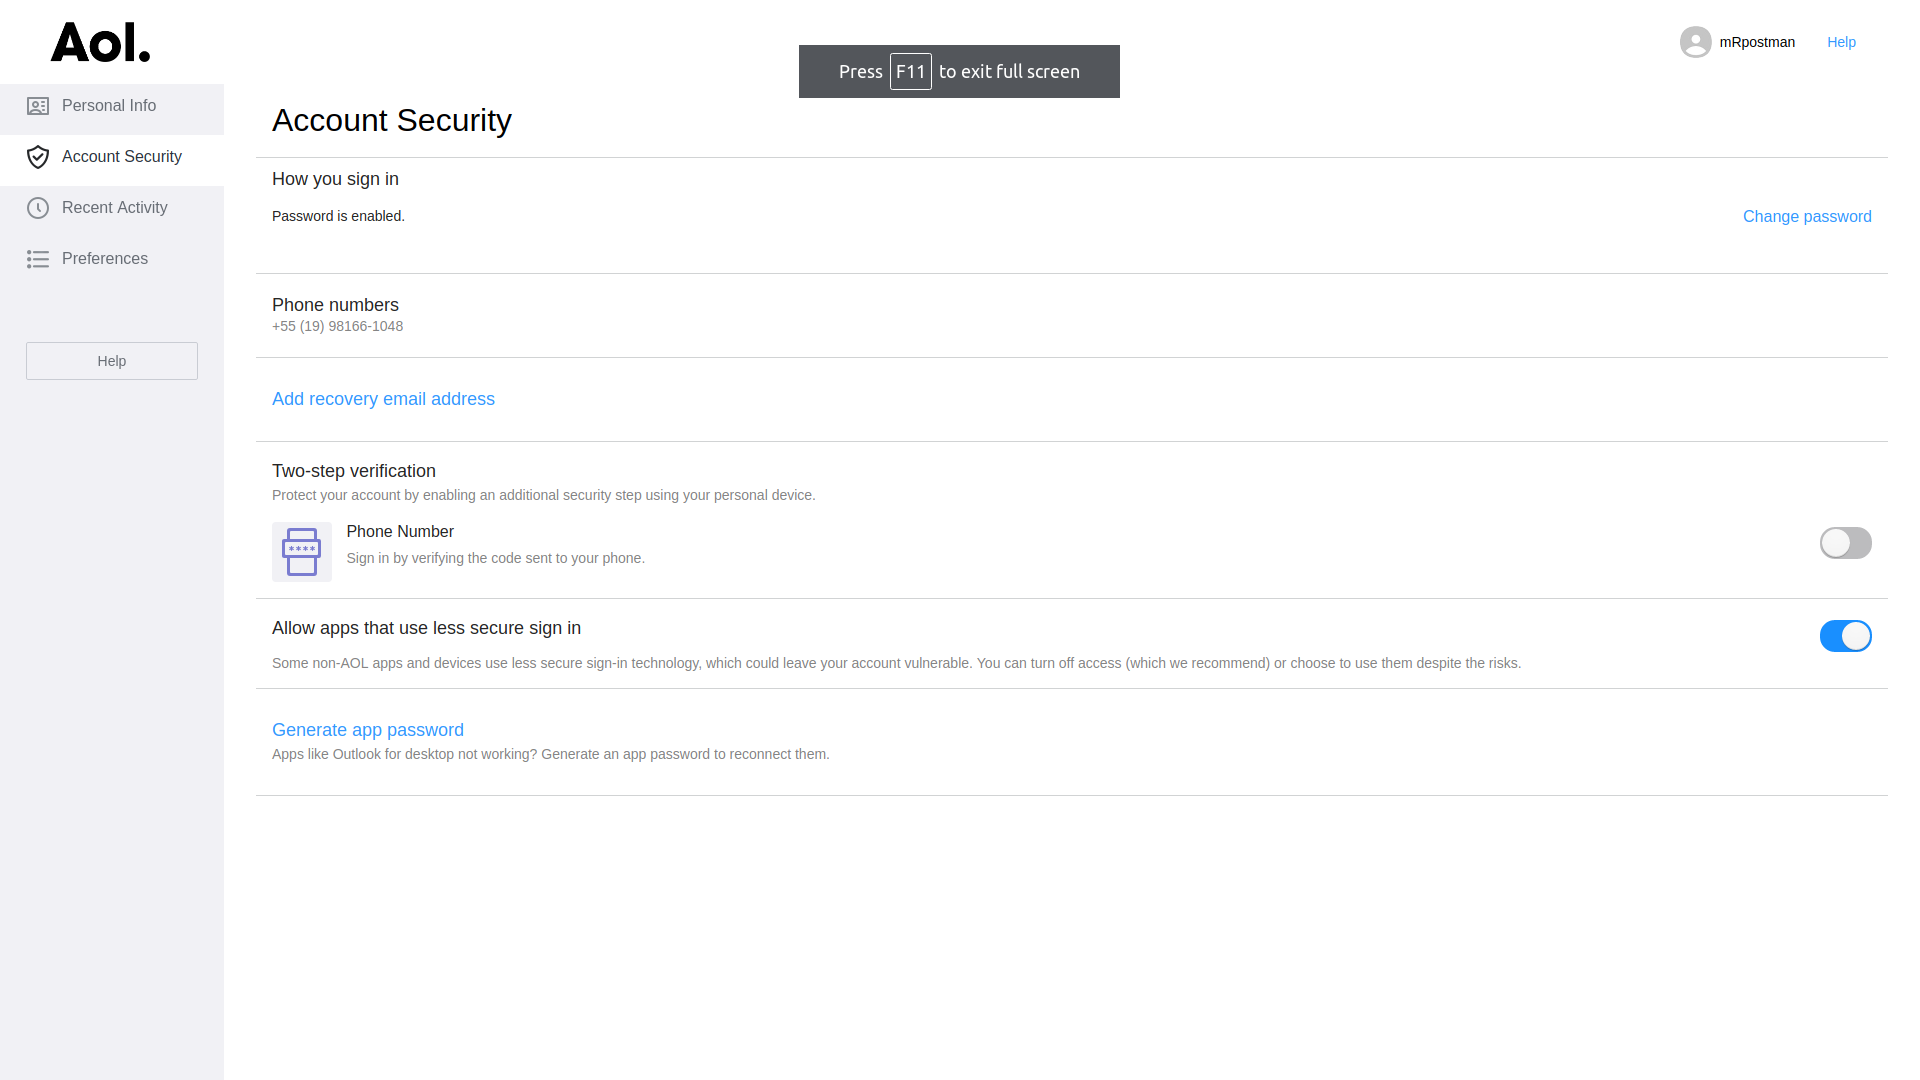 Aol.
mRpostman
Help
Press F11 to exit full screen
Personal Info
Account Security
Recent Activity
Preferences
Help
Account Security
How you sign in
Password is enabled.
Change password
Phone numbers
+55 (19) 98166-1048
Add recovery email address
Two-step verification
Protect your account by enabling an additional security step using your personal device.
****
Phone Number
Sign in by verifying the code sent to your phone.
Allow apps that use less secure sign in
Some non-AOL apps and devices use less secure sign-in technology, which could leave your account vulnerable. You can turn off access (which we recommend) or choose to use them despite the risks.
Generate app password
Apps like Outlook for desktop not working? Generate an app password to reconnect them.